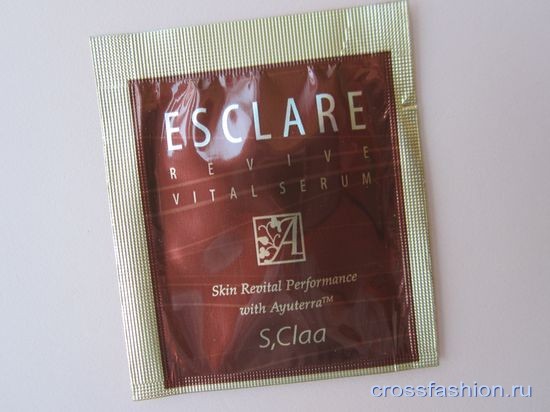 ESCLARE
REVIVE
VITAL SERUM
A
Skin Revital Performance
with Ayuterra™
S,Claa
crossfashion.ru